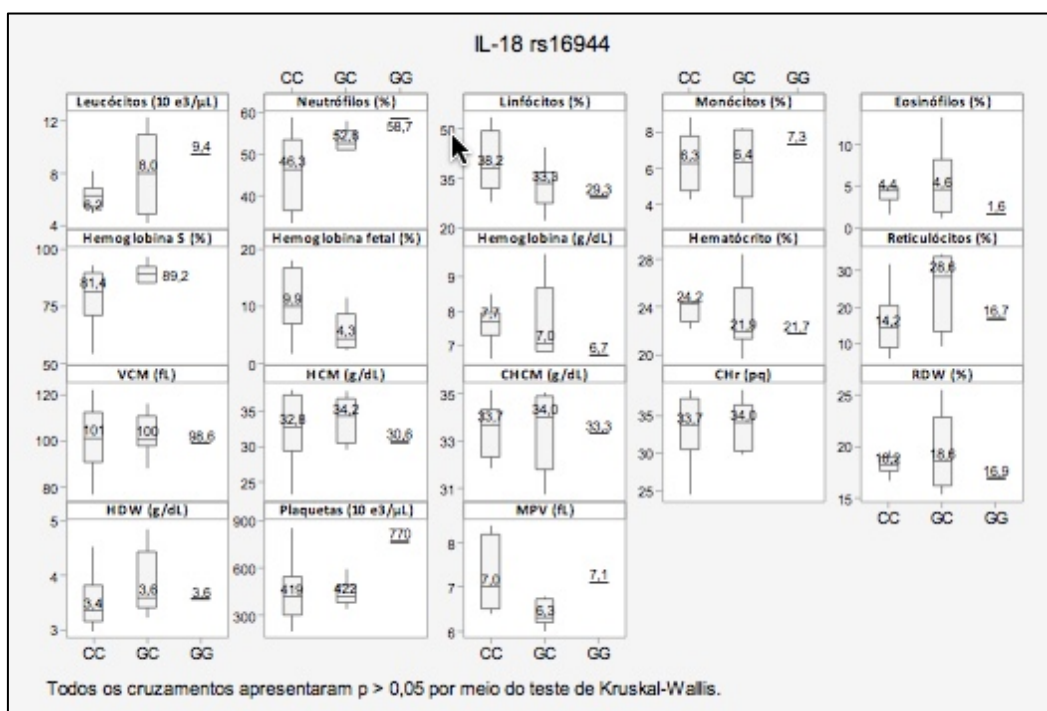 IL-18 rs16944
CC GC GG CC GC GG
Leucócitos (10 e3/µL) Neutrófilos (%) Linfócitos (%) Monócitos (%) Eosinófilos (%)
12 8 4 6,2 8,0 9,4
60 50 40 46,3 52,8 58,7
50 35 20 38,2 33,3 29,3
8 6 4 6,3 6,4 7,3
10 5 0 4,4 4,6 1,6
Hemoglobina S (%) Hemoglobina fetal (%) Hemoglobina (g/dL) Hematócrito (%) Reticulócitos (%)
100 75 50 81,4 89,2
20 10 0 9,9 4,3
9 8 7 7,7 7,0 6,7
28 24 20 24,2 21,9 21,7
30 20 10 14,2 28,6 16,7
VCM (fL) HCM (g/dL) CHCM (g/dL) CHr (pq) RDW (%)
120 100 80 101 100 98,6
35 30 25 32,8 34,2 30,6
35 33 31 33,7 34,0 33,3
35 30 25 33,7 34,0
25 20 15 18,2 18,6 16,9
HDW (g/dL) Plaquetas (10 e3/µL) MPV (fL)
5 4 3 3,4 3,6 3,6
900 600 300 419 422 770
8 7 6 7,0 6,3 7,1
CC GC GG
CC GC GG CC GC GG
Todos os cruzamentos apresentaram p > 0,05 por meio do teste de Kruskal-Wallis.